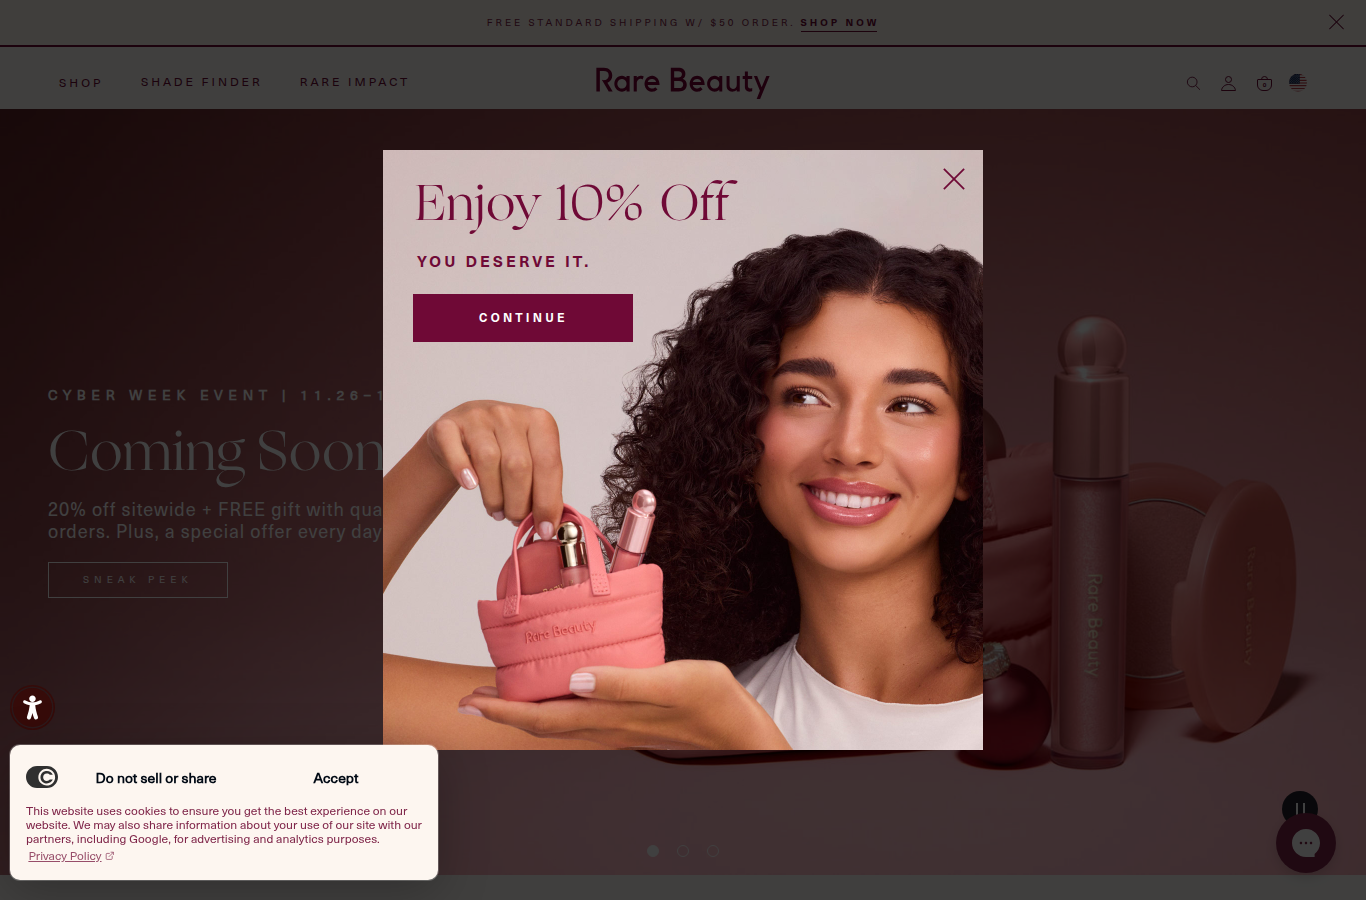 FREE STANDARD SHIPPING W/ $50 ORDER. SHOP NOW
SHOP
SHADE FINDER
RARE IMPACT
Rare Beauty
0
Enjoy 10% Off
YOU DESERVE IT.
CONTINUE
CYBER WEEK EVENT | 11.26–1
Coming Soon
20% off sitewide + FREE gift with qua
orders. Plus, a special offer every day
SNEAK PEEK
Rare Beauty
Rare Beauty
Rare Beauty
Do not sell or share
Accept
This website uses cookies to ensure you get the best experience on our
website. We may also share information about your use of our site with our
partners, including Google, for advertising and analytics purposes.
Privacy Policy